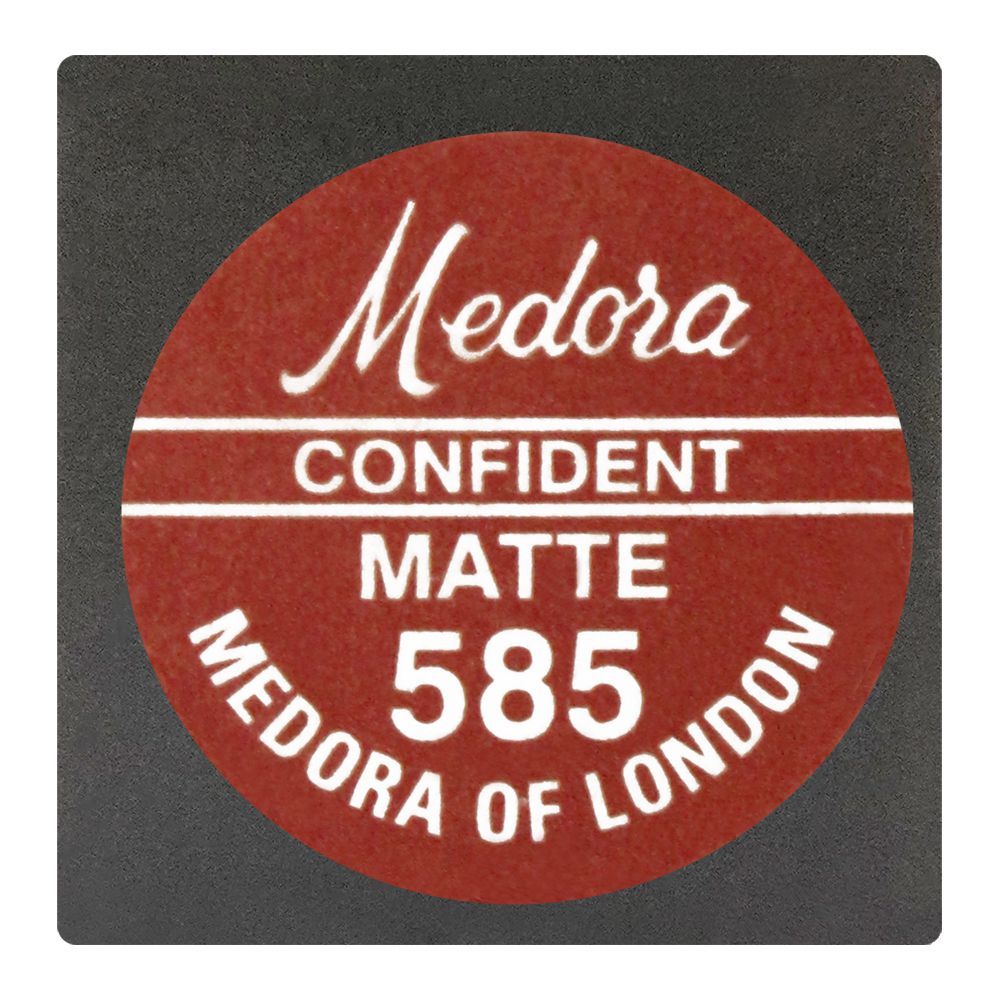 Medora
CONFIDENT
MATTE
585
MEDORA OF LONDON